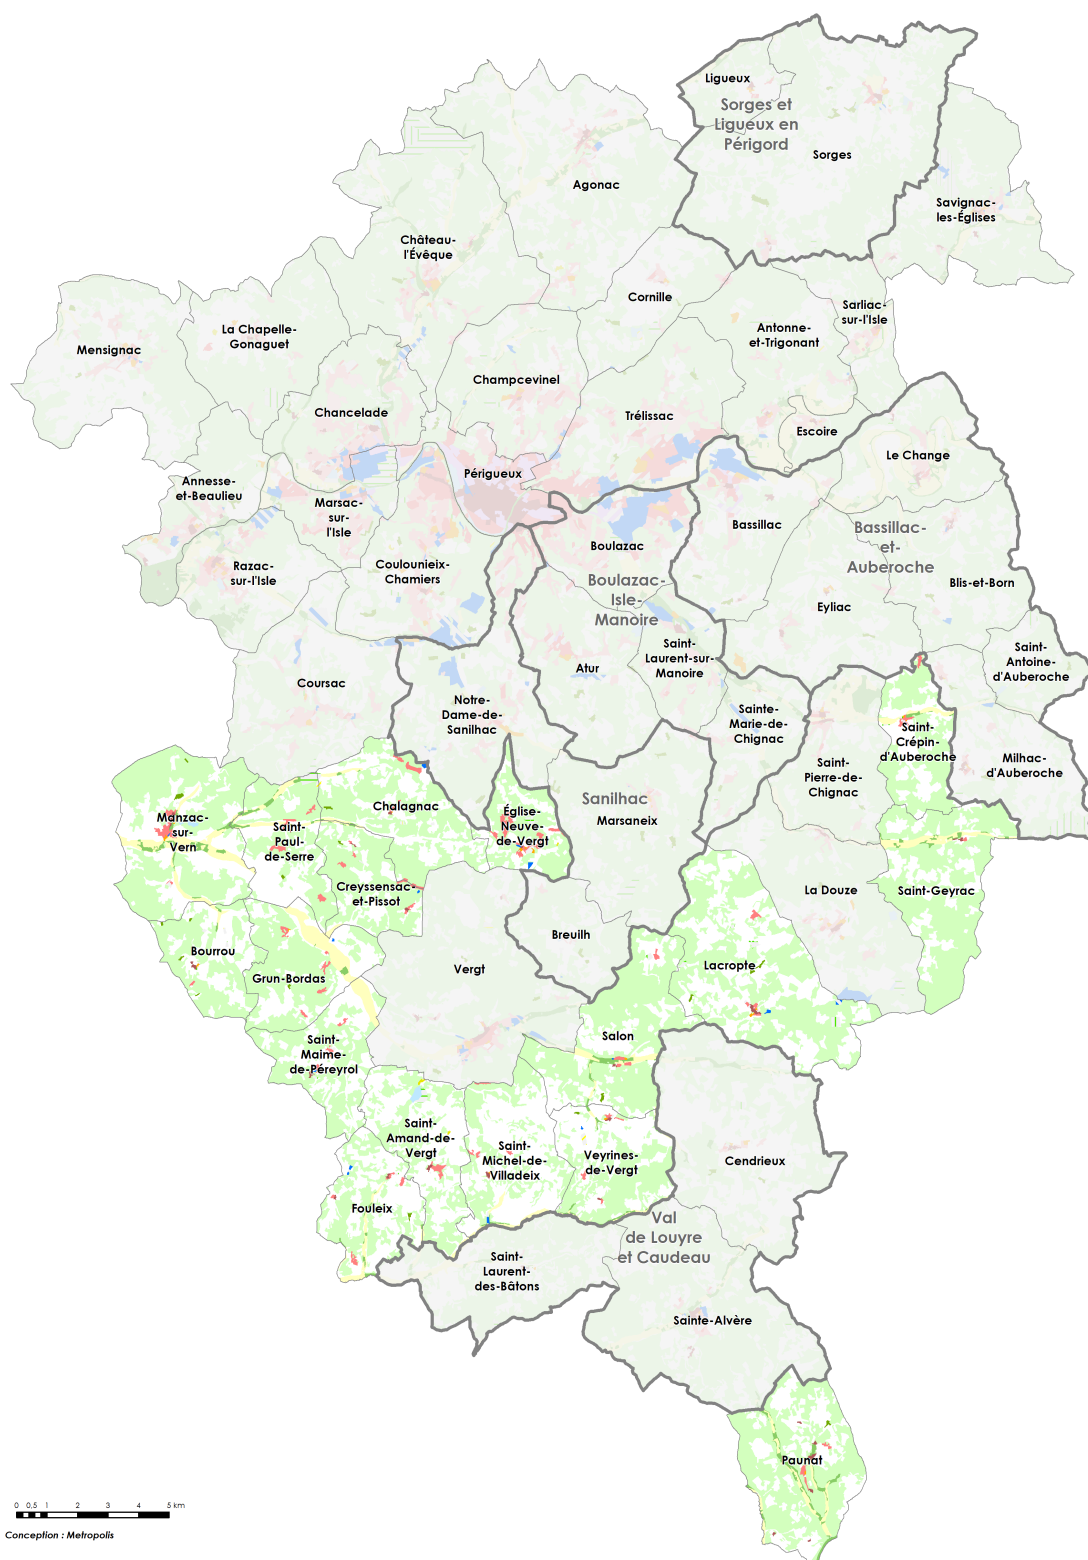 Ligueux
Sorges et
Ligueux en
Périgord
Sorges
Agonac
Savignac-
les-Églises
Château-
l'Évêque
Cornille
Sarliac-
sur-l'Isle
Antonne-
et-Trigonant
La Chapelle-
Gonaguet
Mensignac
Champcevinel
Chancelade
Trélissac
Escoire
Le Change
Périgueux
Annesse-
et-Beaulieu
Marsac-
sur-
l'Isle
Bassillac
Bassillac-
et-
Auberoche
Boulazac
Razac-
sur-l'Isle
Coulounieix-
Chamiers
Boulazac-
Isle-
Manoire
Blis-et-Born
Eyliac
Saint-
Laurent-sur-
Manoire
Saint-
Antoine-
d'Auberoche
Atur
Coursac
Notre-
Dame-de-
Sanilhac
Sainte-
Marie-de-
Chignac
Saint-
Crépin-
d'Auberoche
Milhac-
d'Auberoche
Saint-
Pierre-de-
Chignac
Sanilhac
Marsaneix
Chalagnac
Église-
Neuve-
de-Vergt
Manzac-
sur-
Vern
Saint-
Paul-
de-Serre
Creyssensac-
et-Pissot
La Douze
Saint-Geyrac
Breuilh
Bourrou
Vergt
Lacropte
Grun-Bordas
Salon
Saint-
Maime-
de-Péreyrol
Saint-
Amand-de-
Vergt
Saint-
Michel-de-
Villadeix
Veyrines-
de-Vergt
Cendrieux
Fouleix
Val
de Louyre
et Caudeau
Saint-
Laurent-
des-Bâtons
Sainte-Alvère
Paunat
0 0,5 1 2 3 4 5 km
Conception : Metropolis